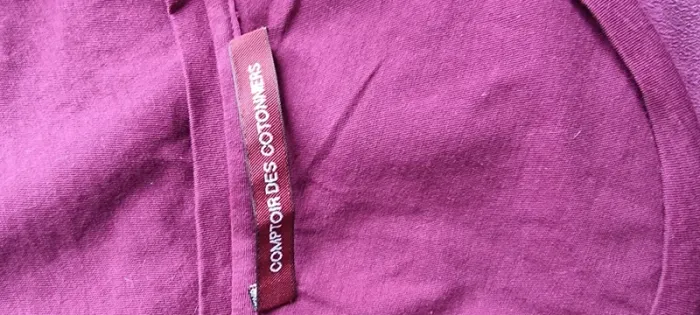 COMPTOIR DES COTONNIERS